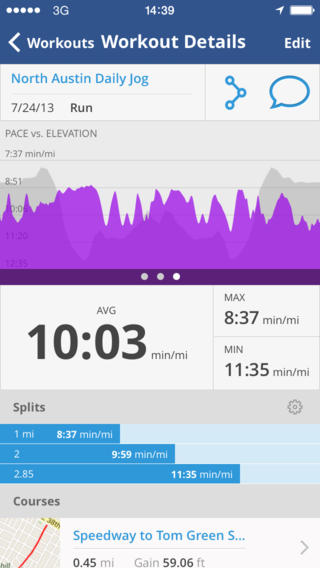 3G 14:39
Workouts Workout Details Edit
North Austin Daily Jog
7/24/13 Run
PACE vs. ELEVATION
7:37 min/mi
8:51
10:06
11:20
12:35
AVG
10:03 min/mi
MAX
8:37 min/mi
MIN
11:35 min/mi
Splits
1 mi 8:37 min/mi
2 9:59 min/mi
2.85 11:35 min/mi
Courses
38th
Speedway to Tom Green S...
0.45 mi Gain 59.06 ft